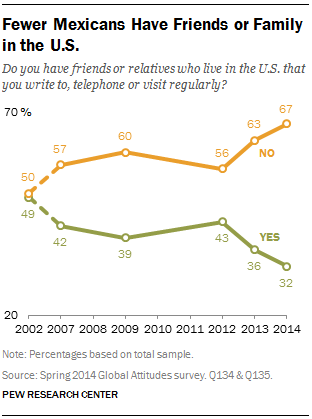 Fewer Mexicans Have Friends or Family
in the U.S.
Do you have friends or relatives who live in the U.S. that
you write to, telephone or visit regularly?
70 %
67
63
60
57
56
50
NO
49
42
43
YES
39
36
32
20
2002 2007 2008 2009 2010 2011 2012 2013 2014
Note: Percentages based on total sample.
Source: Spring 2014 Global Attitudes survey. Q134 & Q135.
PEW RESEARCH CENTER